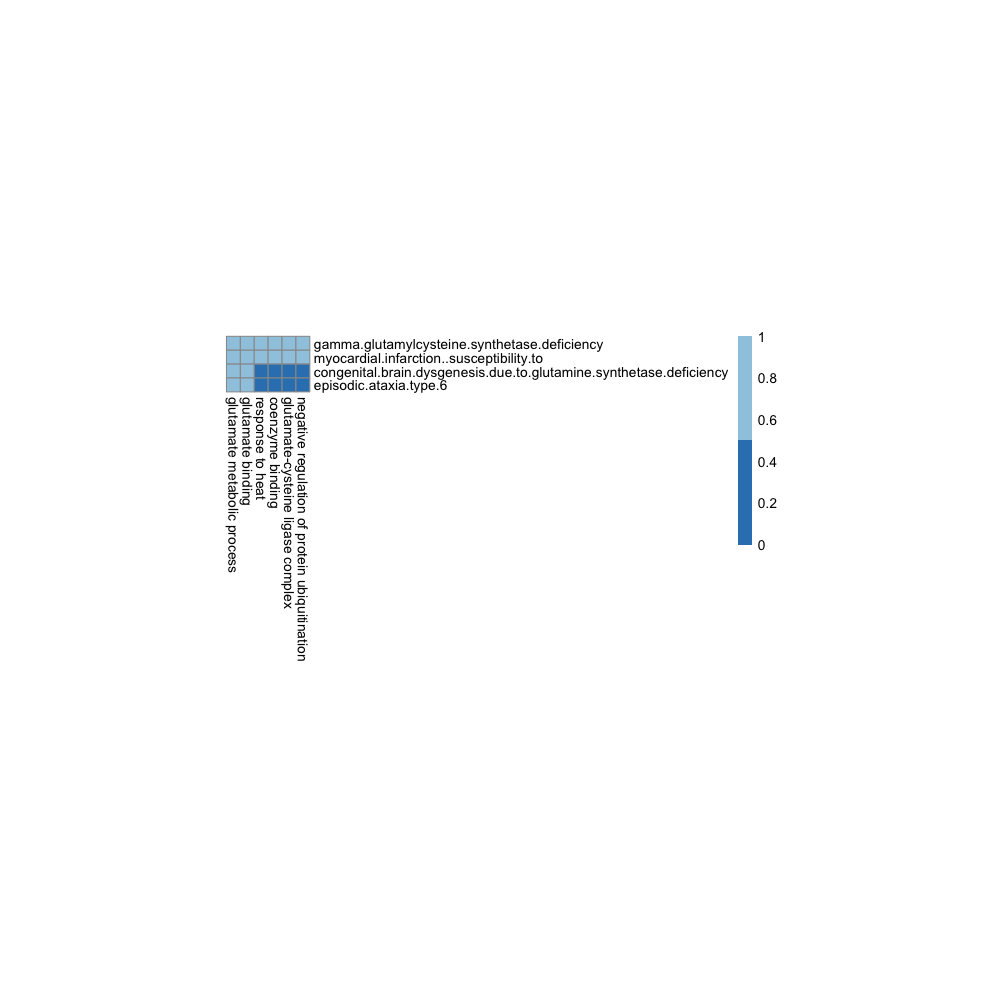 gamma.glutamylcysteine.synthetase.deficiency
myocardial.infarction..susceptibility.to
congenital.brain.dysgenesis.due.to.glutamine.synthetase.deficiency
episodic.ataxia.type.6
glutamate metabolic process
glutamate binding
response to heat
coenzyme binding
glutamate-cysteine ligase complex
negative regulation of protein ubiquitination
1
0.8
0.6
0.4
0.2
0